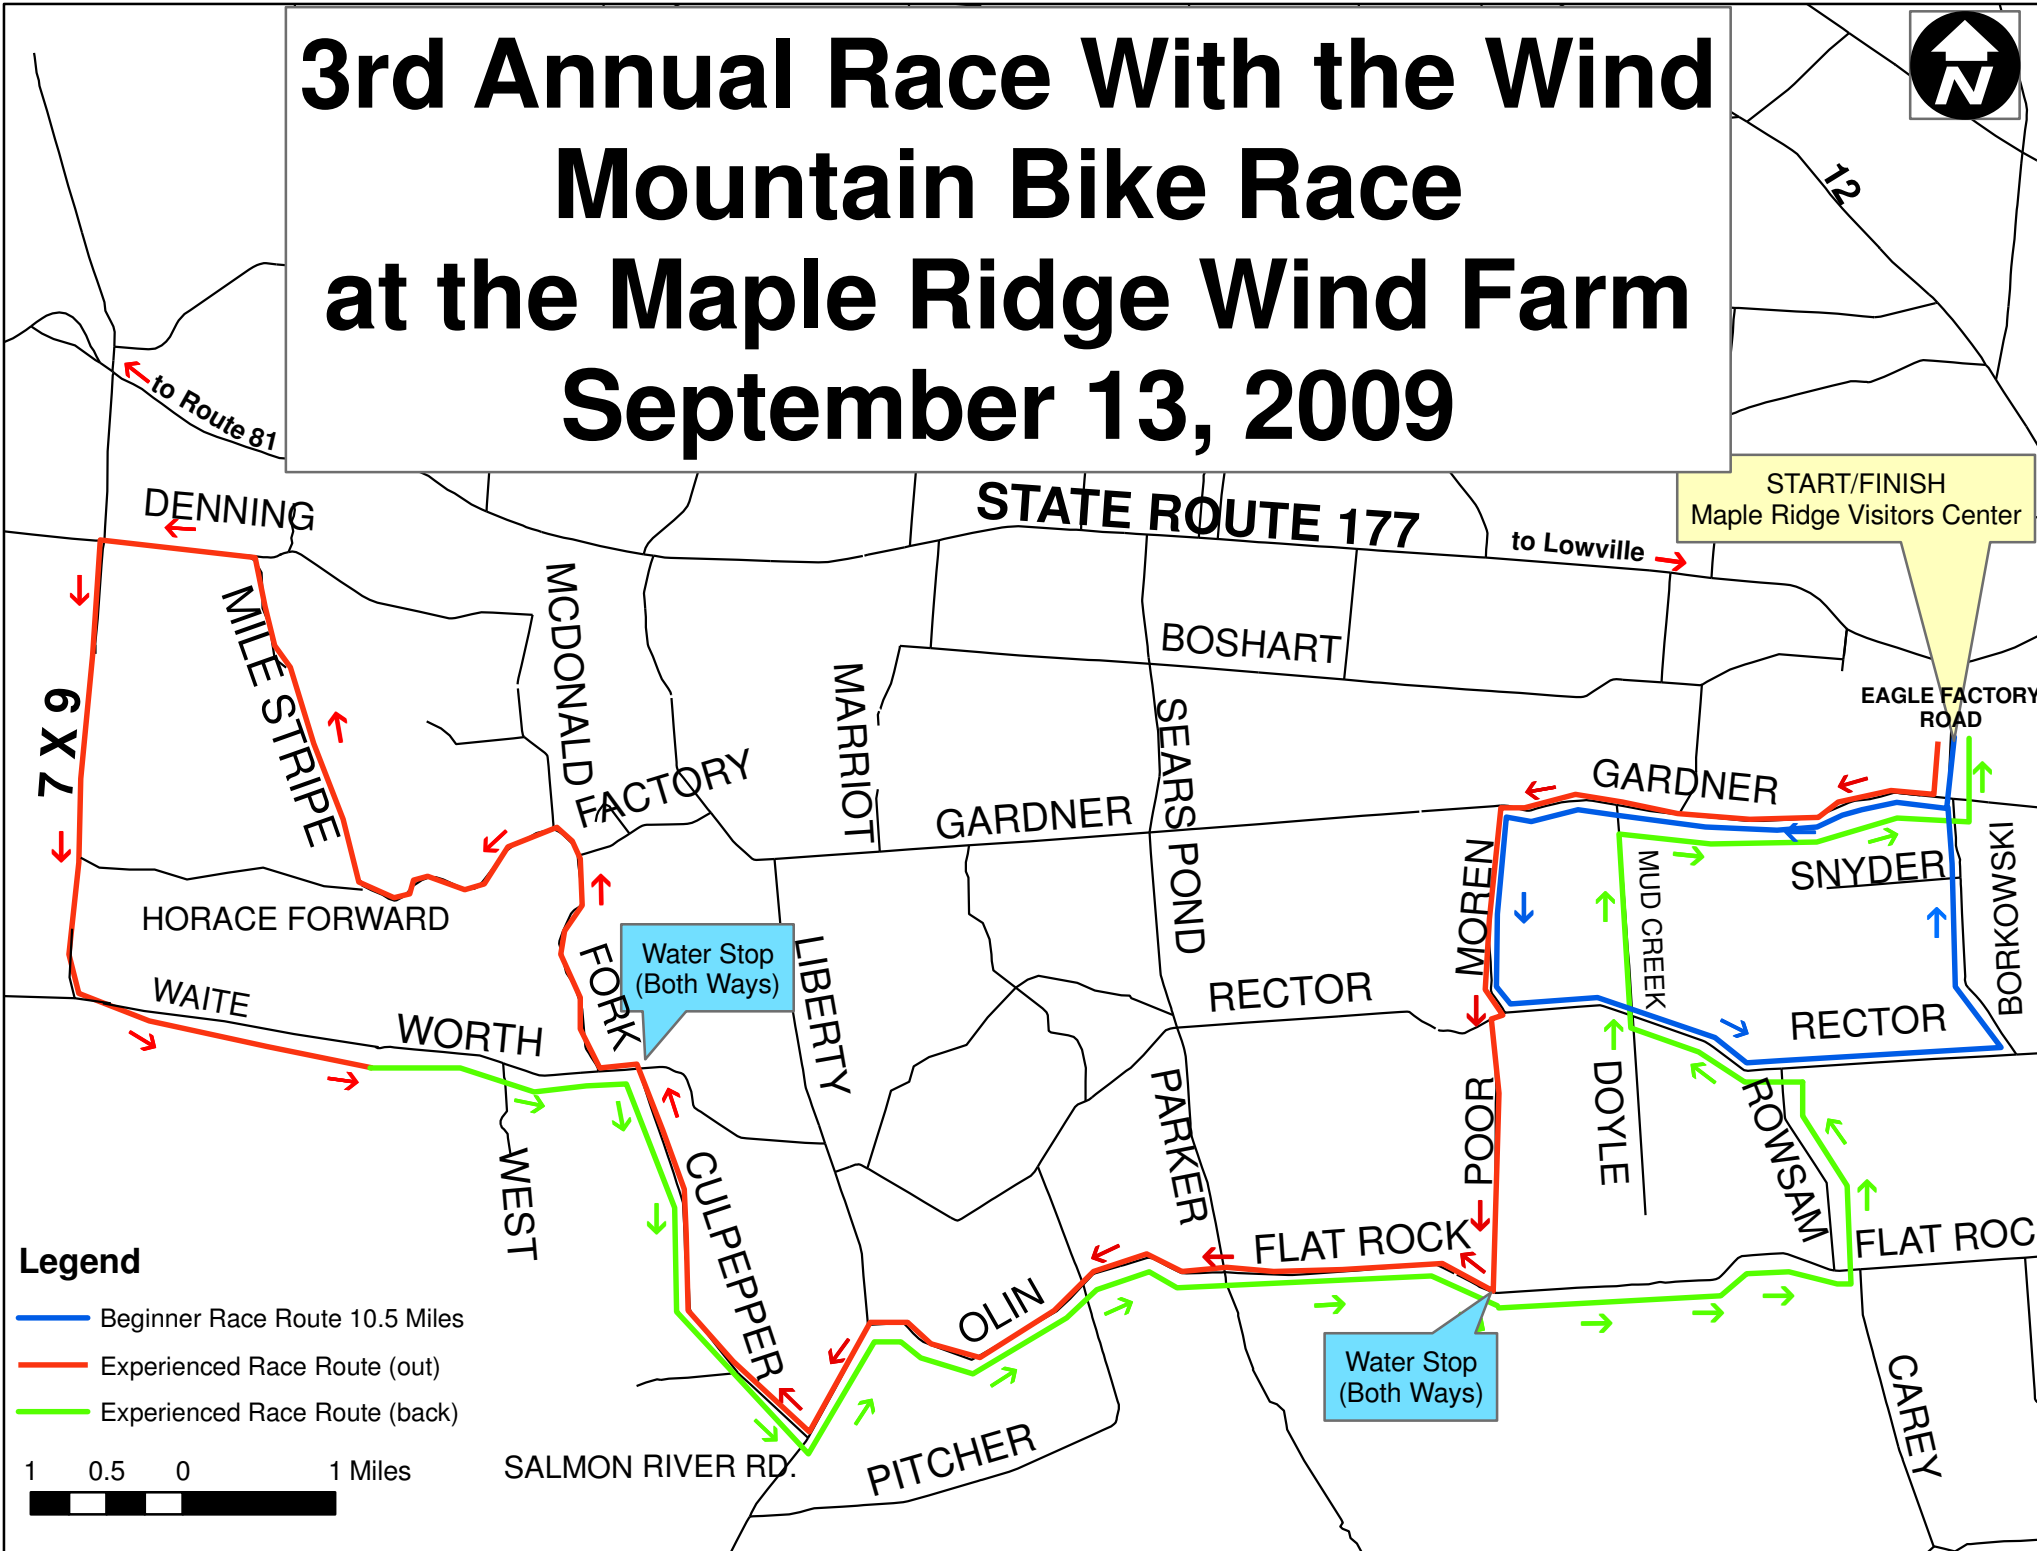 3rd Annual Race With the Wind
Mountain Bike Race
at the Maple Ridge Wind Farm
September 13, 2009
N
12
to Route 81
STATE ROUTE 177
to Lowville
START/FINISH
Maple Ridge Visitors Center
EAGLE FACTORY
ROAD
DENNING
MILE STRIPE
7 X 9
MCDONALD
FACTORY
MARRIOT
BOSHART
SEARS POND
GARDNER
GARDNER
MOREN
MUD CREEK
SNYDER
BORKOWSKI
HORACE FORWARD
WAITE
WORTH
FORK
Water Stop
(Both Ways)
LIBERTY
RECTOR
RECTOR
PARKER
POOR
DOYLE
ROWSAM
WEST
CULPEPPER
OLIN
FLAT ROCK
FLAT ROC
Water Stop
(Both Ways)
CAREY
PITCHER
SALMON RIVER RD.
Legend
Beginner Race Route 10.5 Miles
Experienced Race Route (out)
Experienced Race Route (back)
1 0.5 0 1 Miles